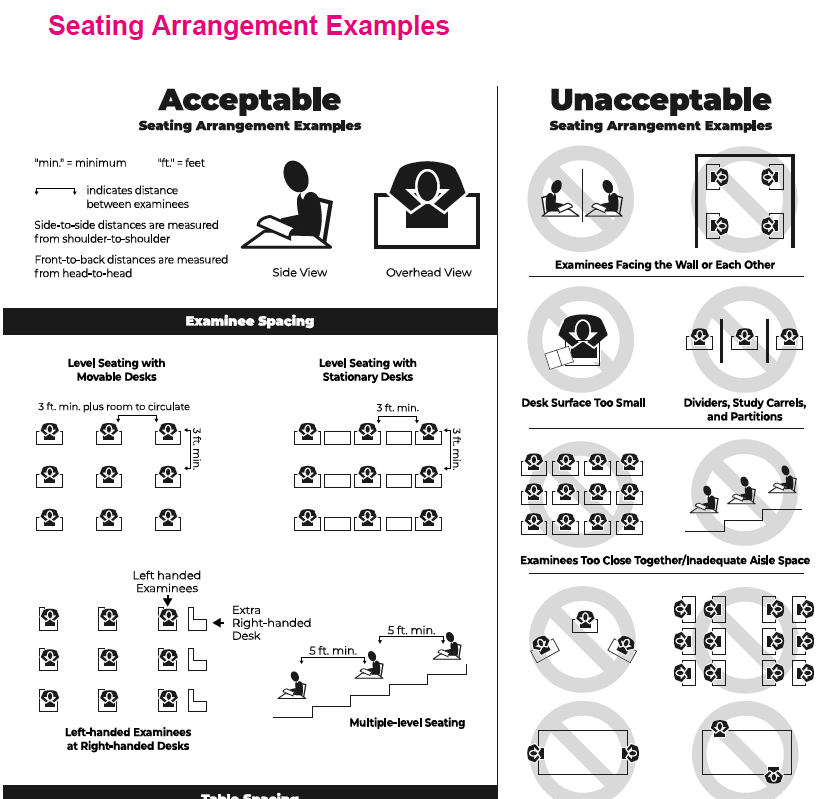 Seating Arrangement Examples
Acceptable
Seating Arrangement Examples
"min." = minimum "ft." = feet
indicates distance
between examinees
Side-to-side distances are measured
from shoulder-to-shoulder
Front-to-back distances are measured
from head-to-head
Side View
Overhead View
Examinee Spacing
Level Seating with
Movable Desks
3 ft. min. plus room to circulate
3 ft. min.
Level Seating with
Stationary Desks
3 ft. min.
3 ft. min.
Left handed
Examinees
Extra
Right-handed
Desk
Left-handed Examinees
at Right-handed Desks
5 ft. min.
5 ft. min.
Multiple-level Seating
Table Spacing
Unacceptable
Seating Arrangement Examples
Examinees Facing the Wall or Each Other
Desk Surface Too Small
Dividers, Study Carrels,
and Partitions
Examinees Too Close Together/Inadequate Aisle Space